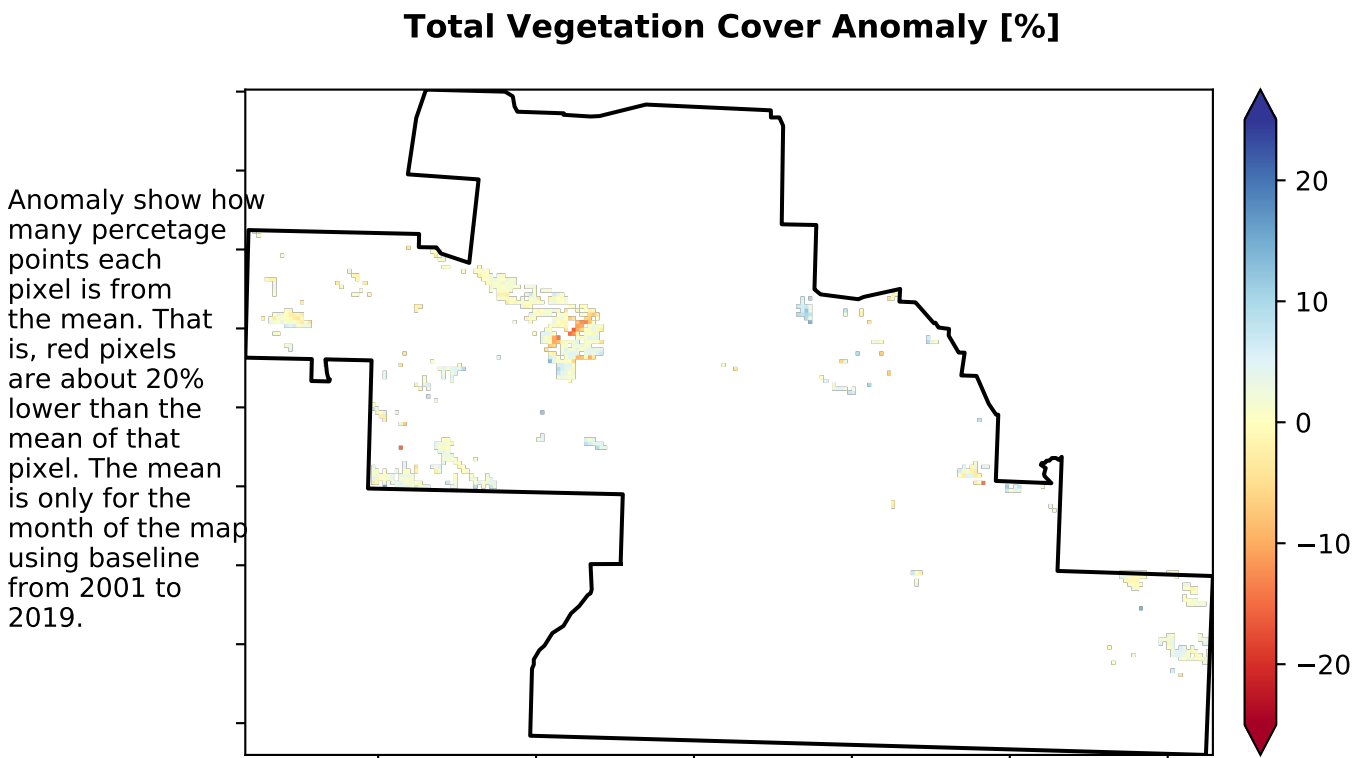 Total Vegetation Cover Anomaly [%]
Anomaly show how
many percetage
points each
pixel is from
the mean. That
is, red pixels
are about 20%
lower than the
mean of that
pixel. The mean
is only for the
month of the map
using baseline
from 2001 to
2019.
20
10
0
−10
−20